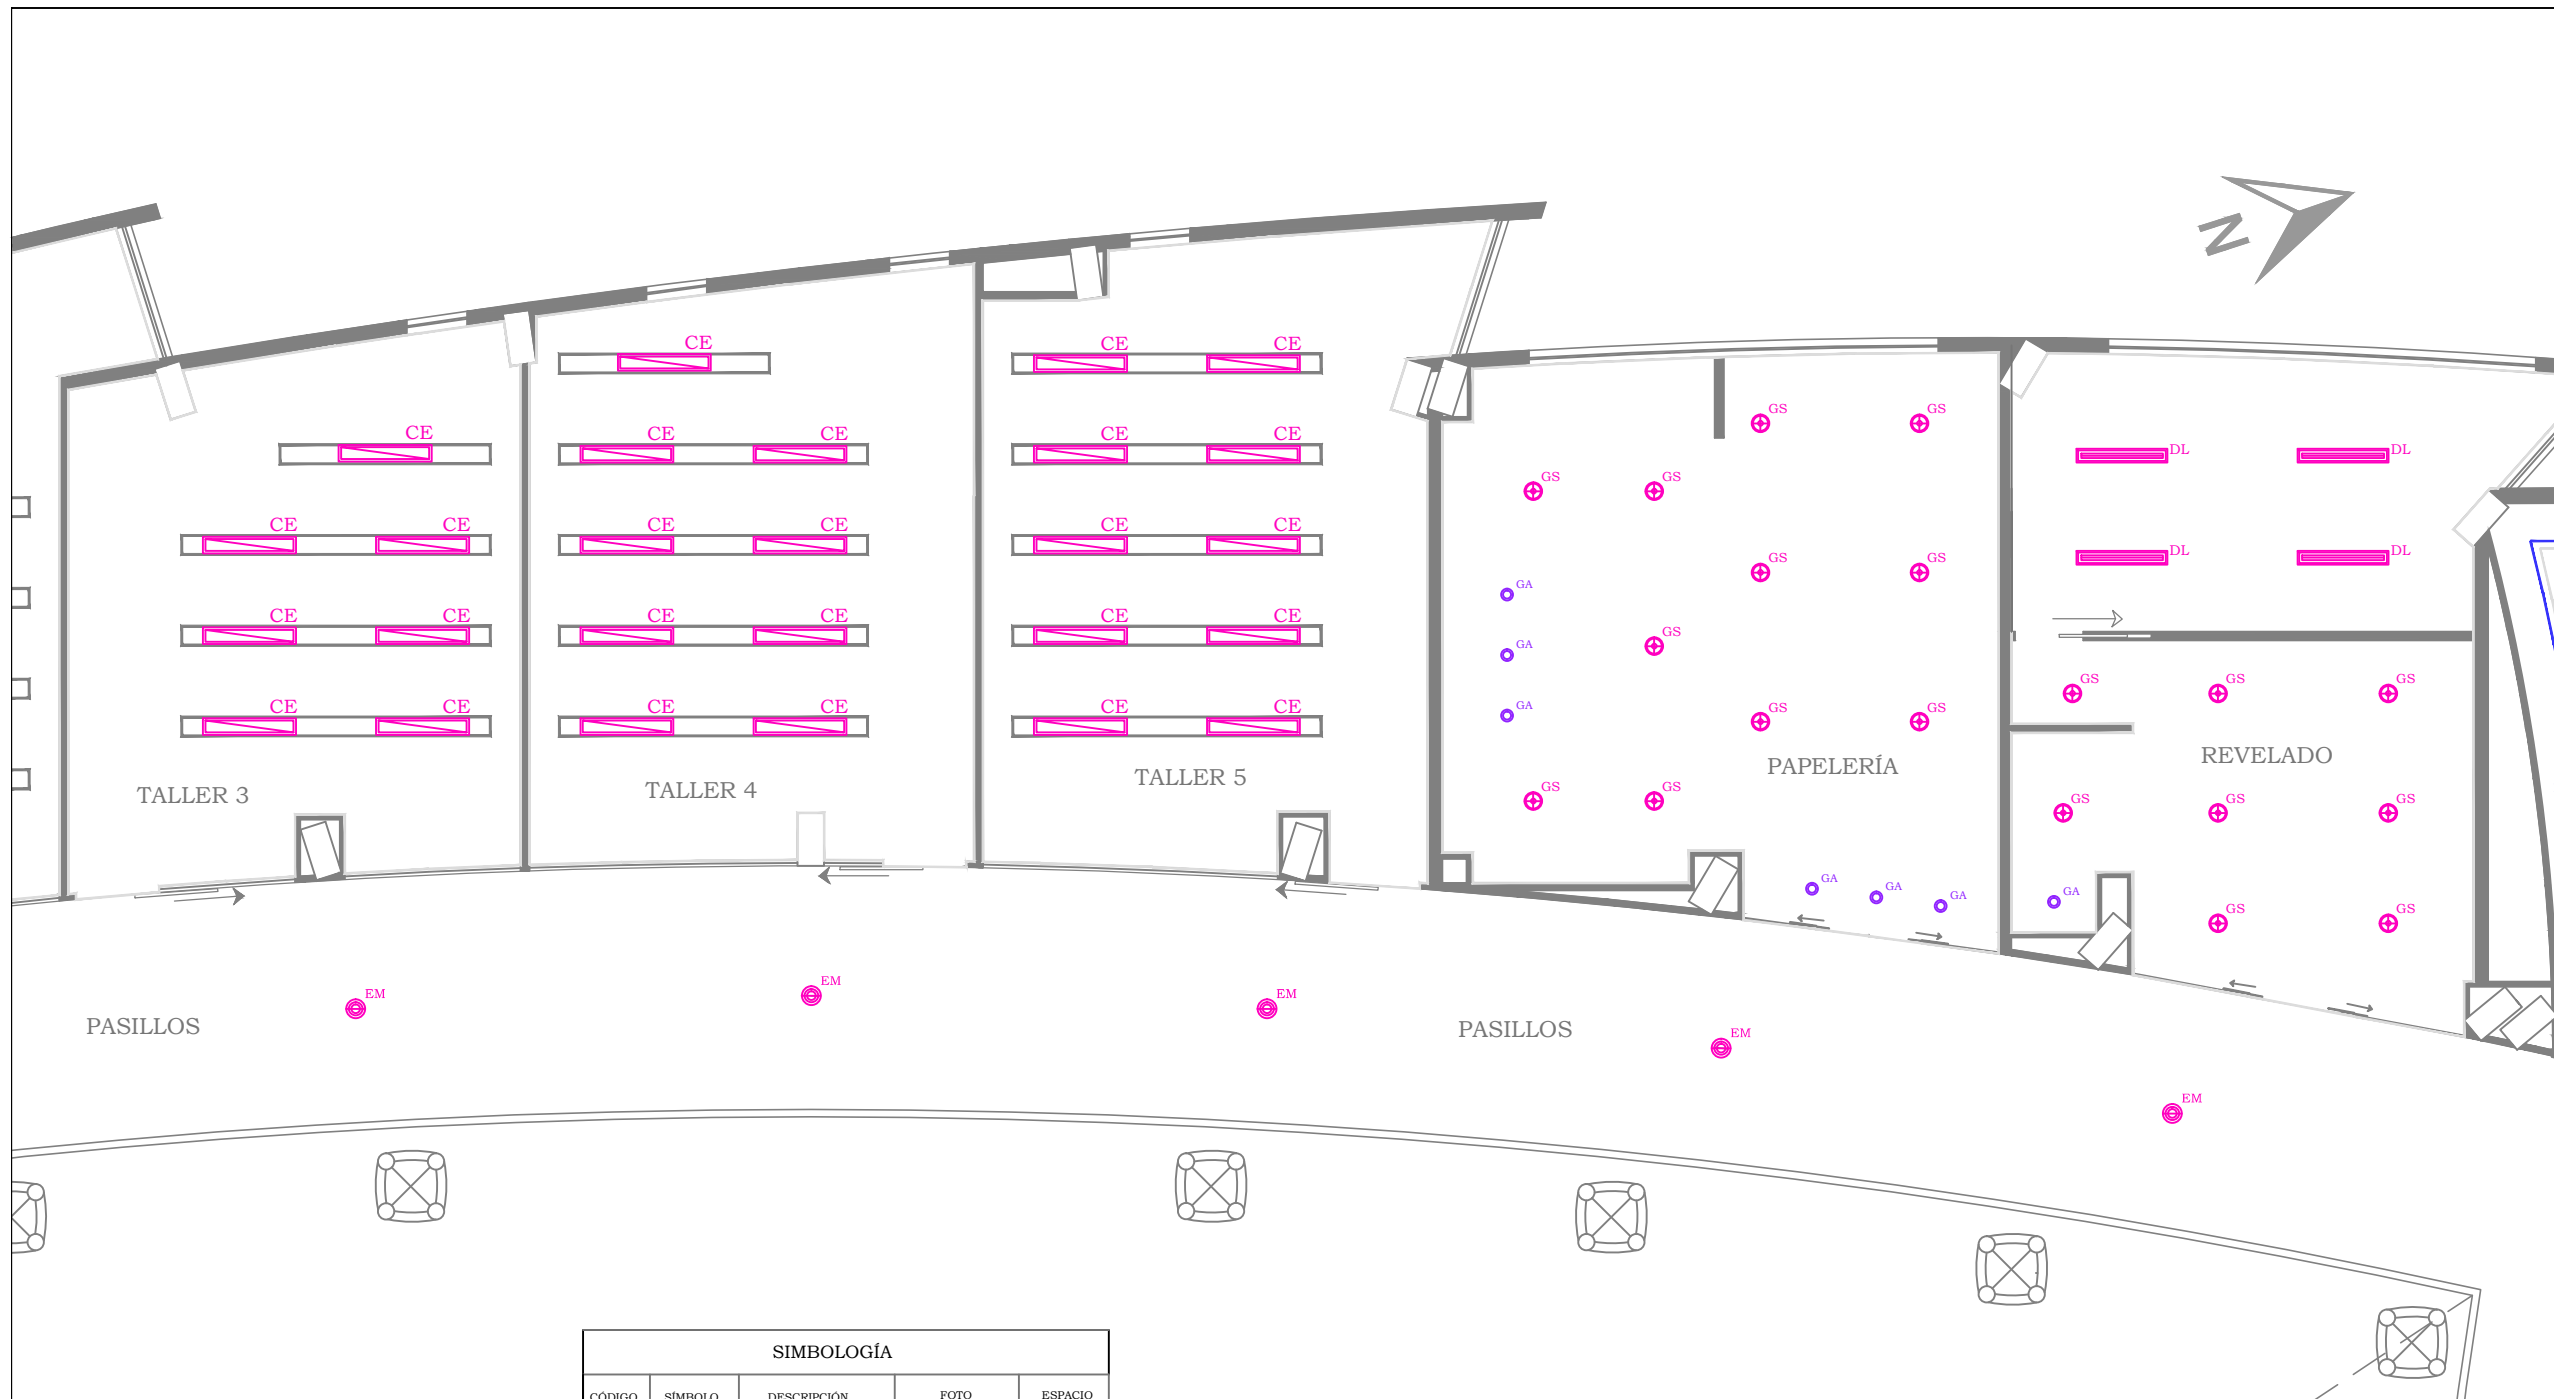 N
CE
CE
CE
CE CE
CE
CE CE
CE CE
DL DL
GS GS
GS GS
CE CE
CE CE
CE CE
DL DL
GS GS
GA
CE CE
CE CE
CE CE
GS
GA
GS GS GS
CE CE
CE CE
CE CE
GA
GS GS
TALLER 3
TALLER 4
TALLER 5
PAPELERÍA
REVELADO
GS GS
GS GS GS
GA GA GA
GA
GS GS
EM
EM
EM
EM
EM
PASILLOS
PASILLOS
SIMBOLOGÍA
CÓDIGO SÍMBOLO DESCRIPCIÓN FOTO ESPACIO